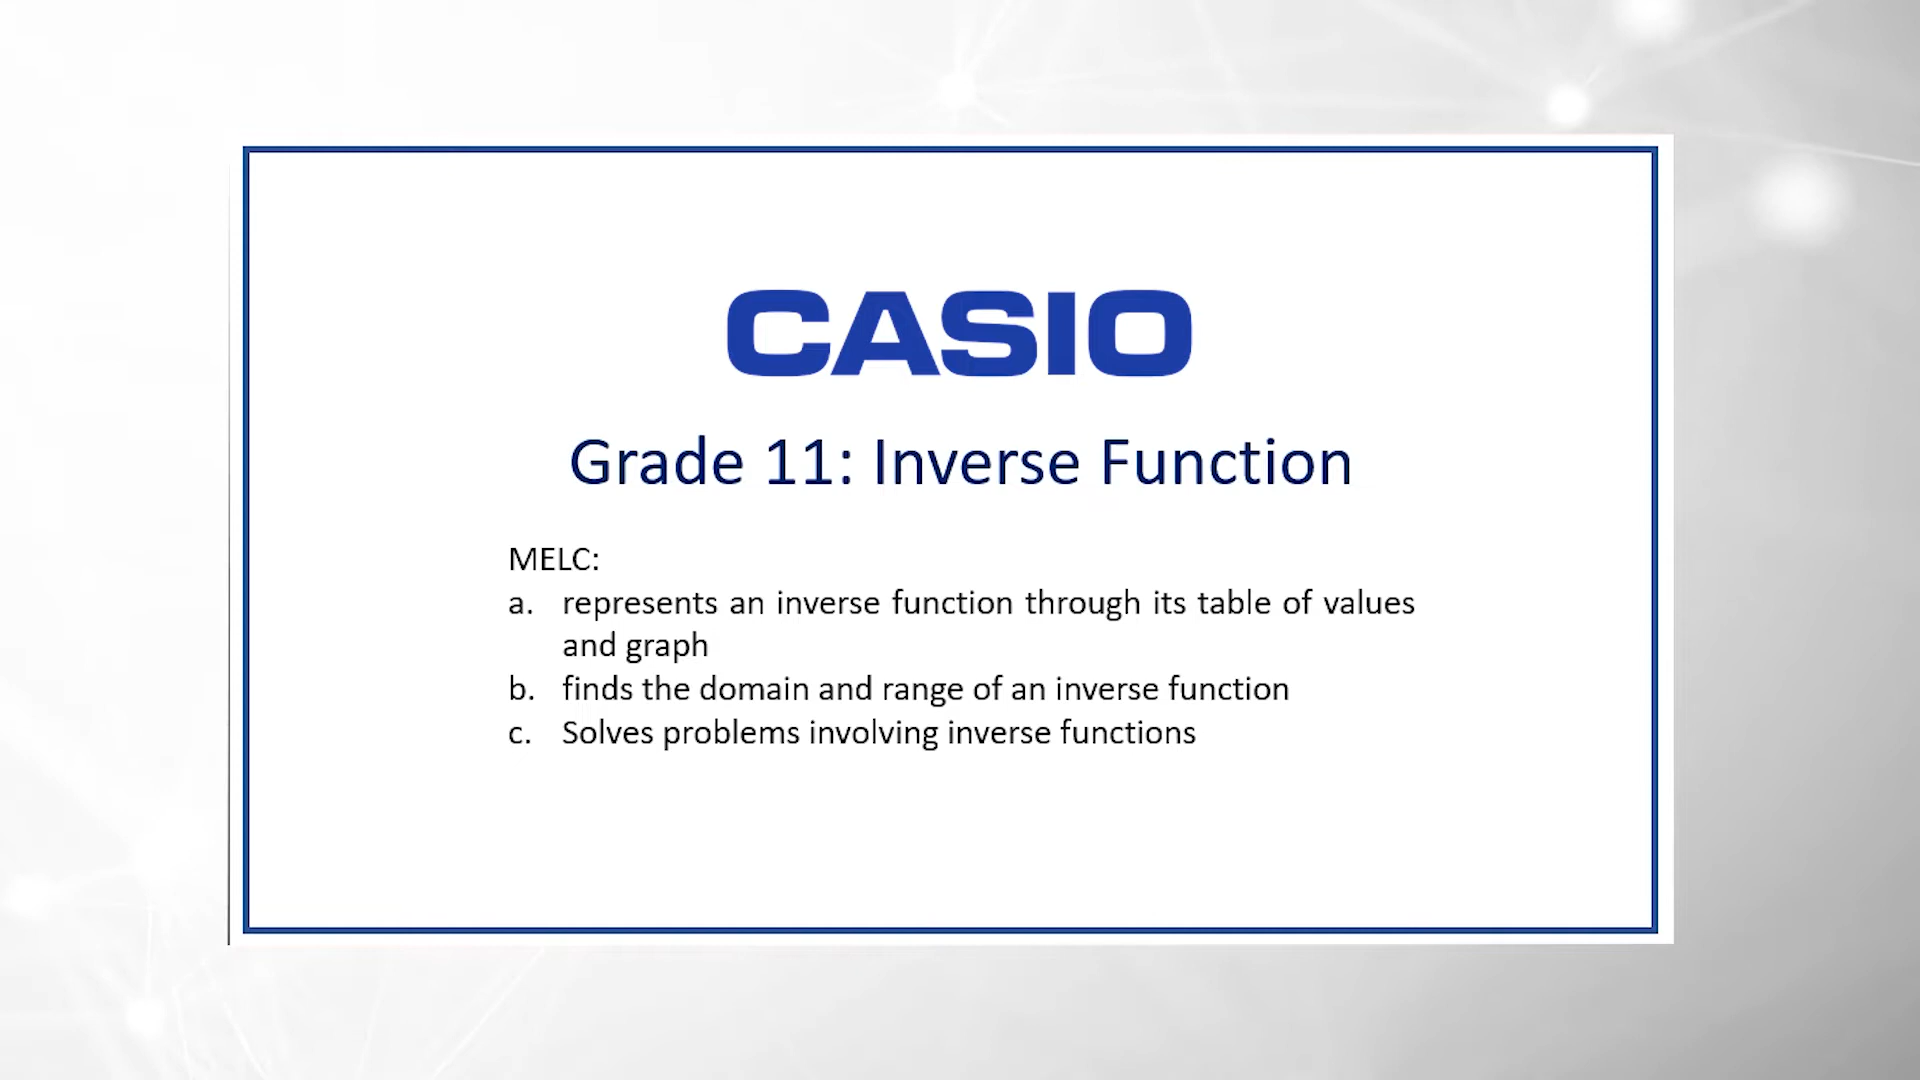 CASIO
Grade 11: Inverse Function
MELC:
a. represents an inverse function through its table of values
and graph
b. finds the domain and range of an inverse function
c. Solves problems involving inverse functions